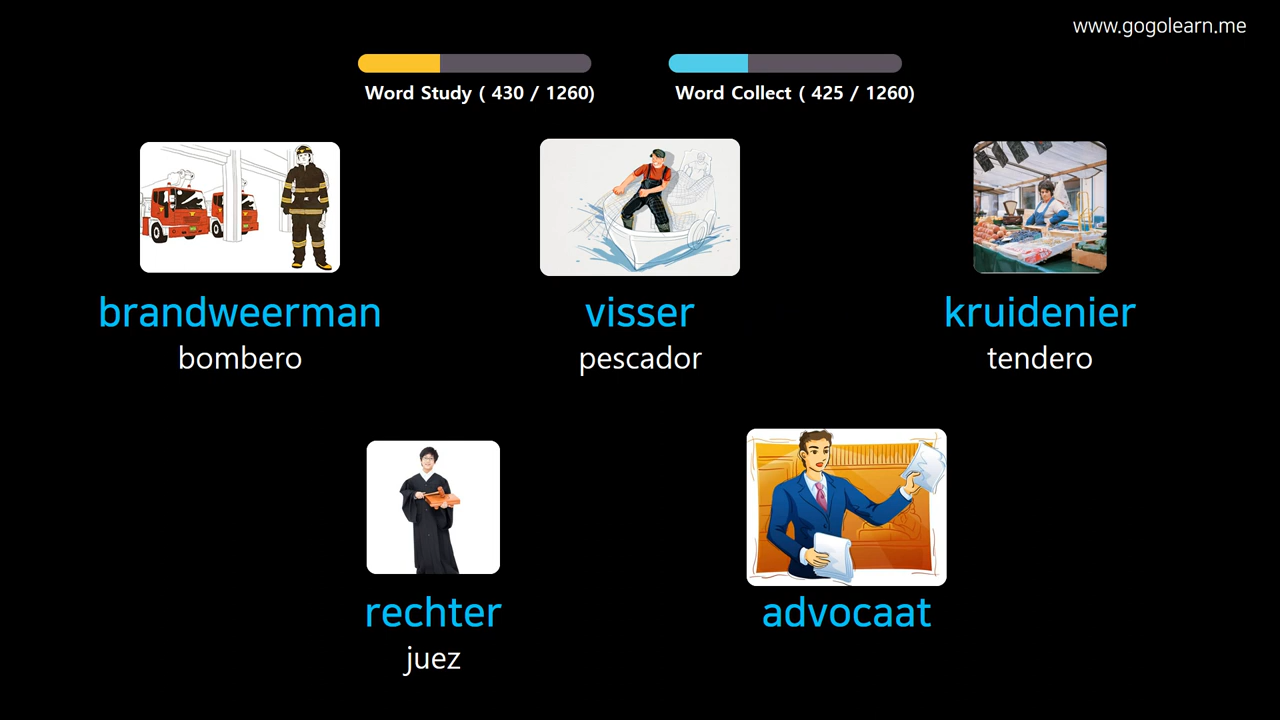 www.gogolearn.me
Word Study ( 430 / 1260)
Word Collect ( 425 / 1260)
brandweerman
bombero
visser
pescador
kruidenier
tendero
rechter
juez
advocaat